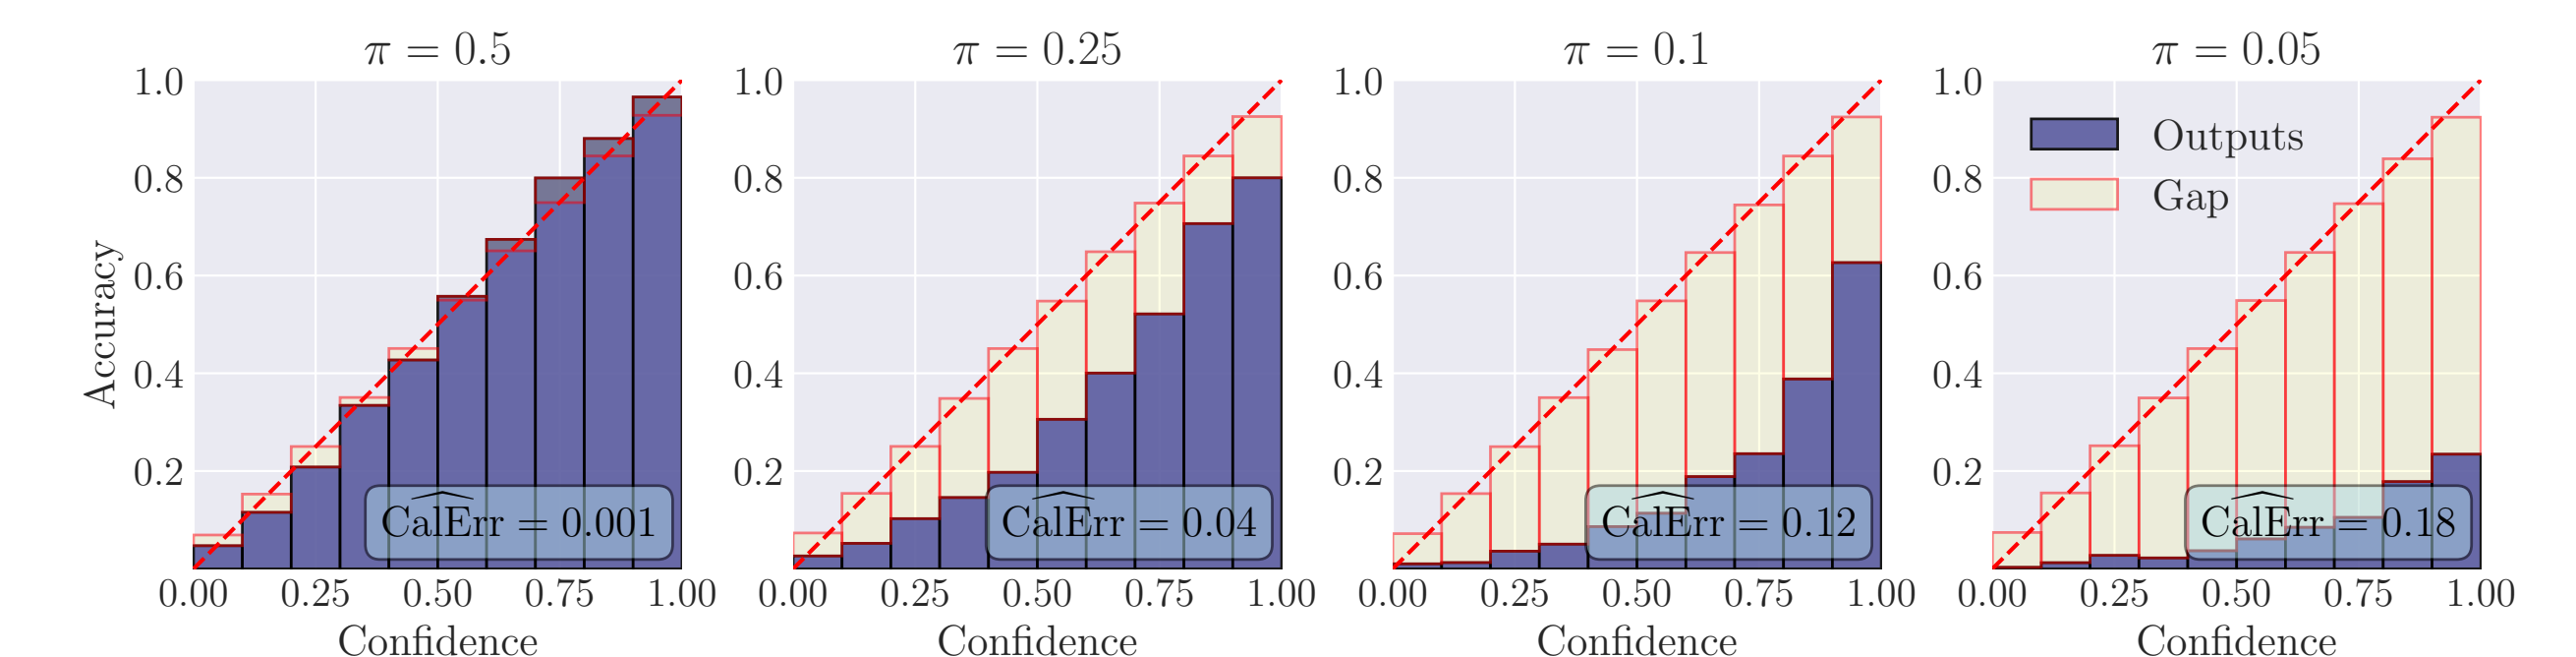 π = 0.5
1.0
0.8
0.6
0.4
0.2
Accuracy
0.00 0.25 0.50 0.75 1.00
Confidence
CalErr = 0.001
π = 0.25
1.0
0.8
0.6
0.4
0.2
0.00 0.25 0.50 0.75 1.00
Confidence
CalErr = 0.04
π = 0.1
1.0
0.8
0.6
0.4
0.2
0.00 0.25 0.50 0.75 1.00
Confidence
CalErr = 0.12
π = 0.05
1.0
0.8
0.6
0.4
0.2
Outputs
Gap
0.00 0.25 0.50 0.75 1.00
Confidence
CalErr = 0.18